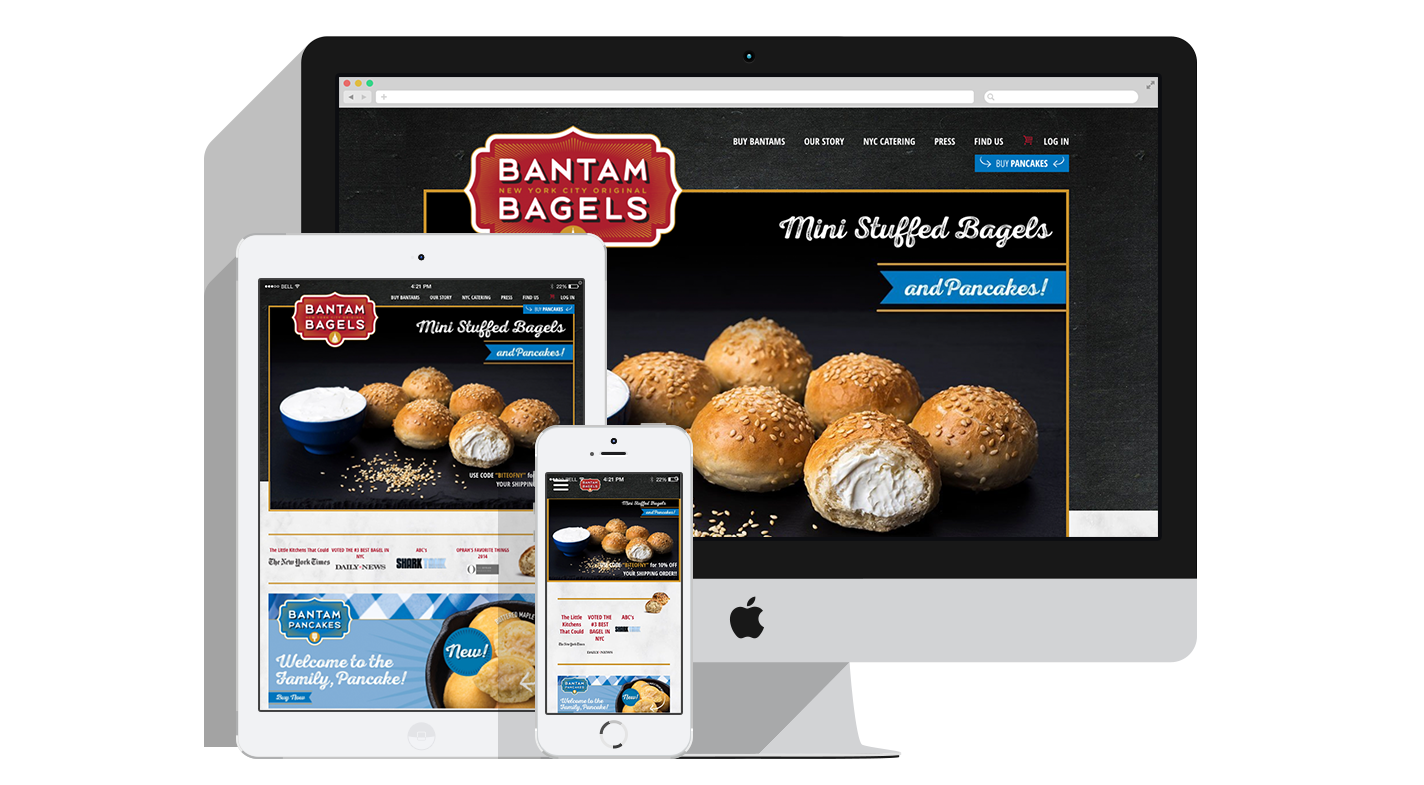 BUY BANTAMS OUR STORY NYC CATERING PRESS FIND US LOG IN
BUY PANCAKES
BANTAM
NEW YORK CITY ORIGINAL
BAGELS
Mini Stuffed Bagels
and Pancakes!
BELL 4:21 PM 22%
BUY BANTAMS OUR STORY NYC CATERING PRESS FIND US LOG IN
BUY PANCAKES
BANTAM
NEW YORK CITY ORIGINAL
BAGELS
Mini Stuffed Bagels
and Pancakes!
USE CODE "BITEOFNY" for
YOUR SHIPPING O
The Little Kitchens That Could VOTED THE #3 BEST BAGEL IN NYC ABC's OPRAH'S FAVORITE THINGS 2014
The New York Times DAILY NEWS SHARK TANK
BANTAM
PANCAKES
Welcome to the
Family, Pancake!
Buy Now
New!
BELL 4:21 PM 22%
BANTAM
BAGELS
Mini Stuffed Bagels
and Pancakes!
USE CODE "BITEOFNY" for 10% OFF
YOUR SHIPPING ORDER!!
The Little Kitchens That Could
VOTED THE #3 BEST BAGEL IN NYC
ABC's
The New York Times
DAILY NEWS
SHARK TANK
BANTAM
PANCAKES
Welcome to the
Family, Pancake!
New!